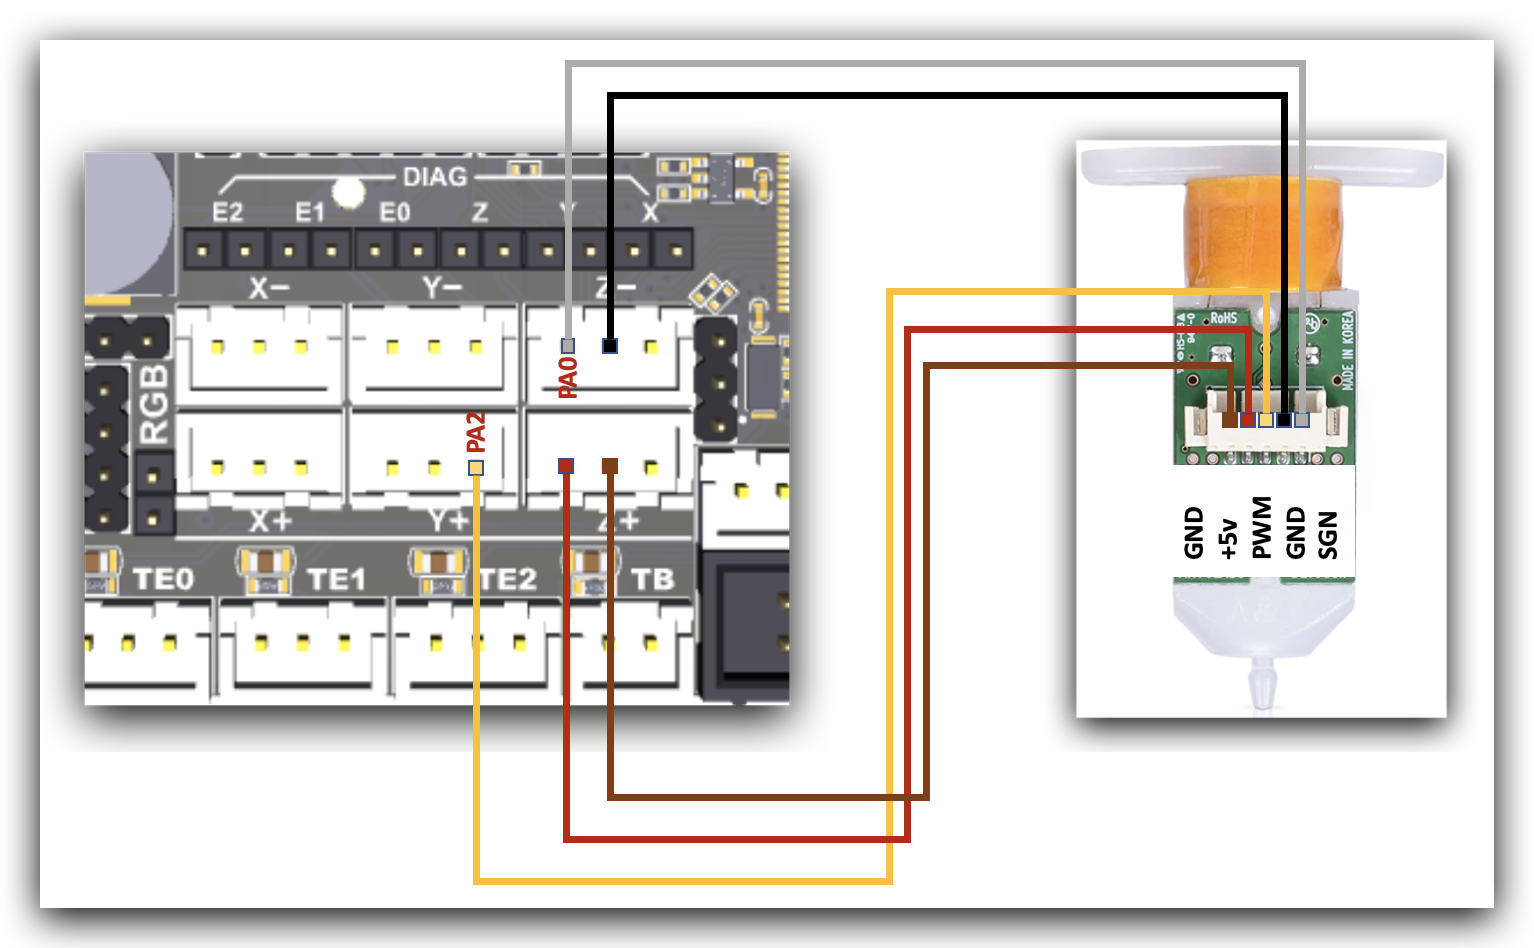 DIAG
E2 E1 E0 Z Y X
X− Y− Z−
PA0
RGB
PA2
X+ Y+ Z+
TE0 TE1 TE2 TB
RoHS
MADE IN KOREA
GND
+5v
PWM
GND
SGN